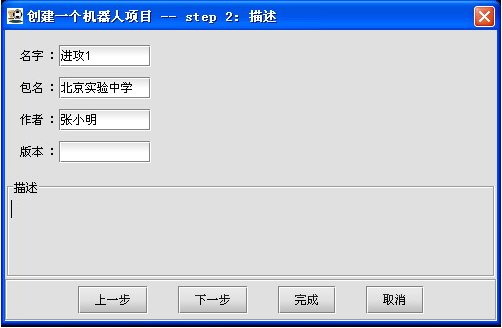 创建一个机器人项目 -- step 2: 描述
名字：进攻1
包名：北京实验中学
作者：张小明
版本：
描述
上一步 下一步 完成 取消